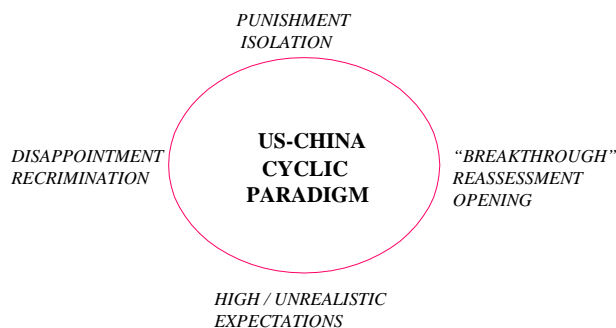 PUNISHMENT
ISOLATION
DISAPPOINTMENT
RECRIMINATION
US-CHINA
CYCLIC
PARADIGM
“BREAKTHROUGH”
REASSESSMENT
OPENING
HIGH / UNREALISTIC
EXPECTATIONS